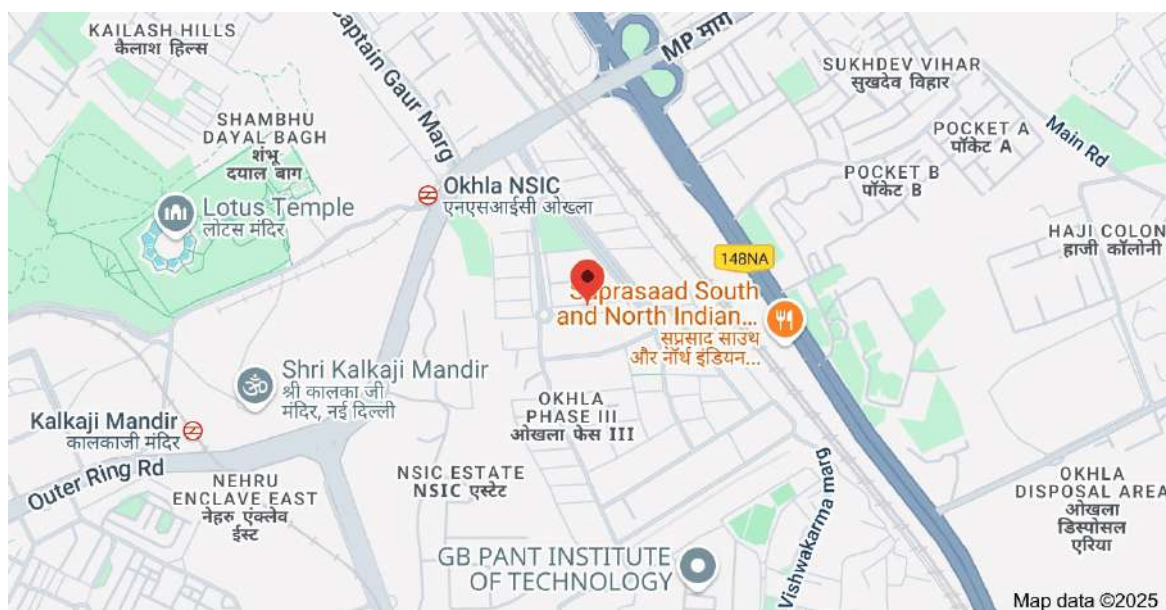 KAILASH HILLS
कैलाश हिल्स
Captain Gaur Marg
MP मार्ग
SUKHDEV VIHAR
सुखदेव विहार
SHAMBHU
DAYAL BAGH
शंभू
दयाल बाग
POCKET A
पॉकेट A
Main Rd
POCKET B
पॉकेट B
Okhla NSIC
एनएसआईसी ओखला
Lotus Temple
लोटस मंदिर
HAJI COLON
हाजी कॉलोनी
148NA
South
and North Indian...
सप्रसाद साउथ
और नॉर्थ इंडियन...
Shri Kalkaji Mandir
श्री कालका जी
मंदिर, नई दिल्ली
OKHLA
PHASE III
ओखला फेस III
Kalkaji Mandir
कालकाजी मंदिर
Outer Ring Rd
NEHRU
ENCLAVE EAST
नेहरु एंक्लेव
ईस्ट
NSIC ESTATE
NSIC एस्टेट
Vishwakarma marg
OKHLA
DISPOSAL AREA
ओखला
डिस्पोसल
एरिया
GB PANT INSTITUTE
OF TECHNOLOGY
Map data ©2025